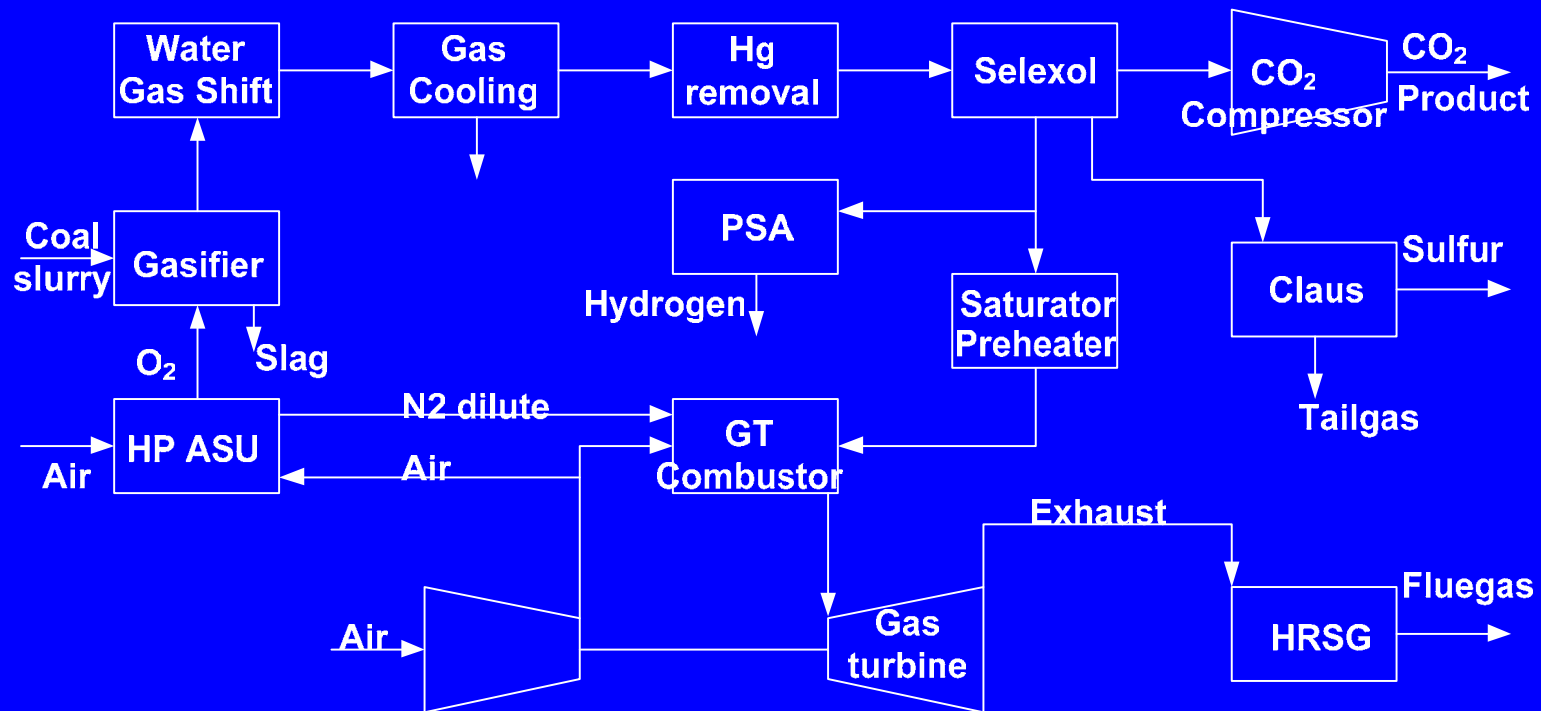 Water
Gas Shift
Gas
Cooling
Hg
removal
Selexol
CO₂
Compressor
CO₂
Product
Coal
slurry
Gasifier
PSA
Hydrogen
Saturator
Preheater
Claus
Sulfur
O₂
Slag
Tailgas
N2 dilute
HP ASU
Air
Air
GT
Combustor
Exhaust
Air
Gas
turbine
HRSG
Fluegas